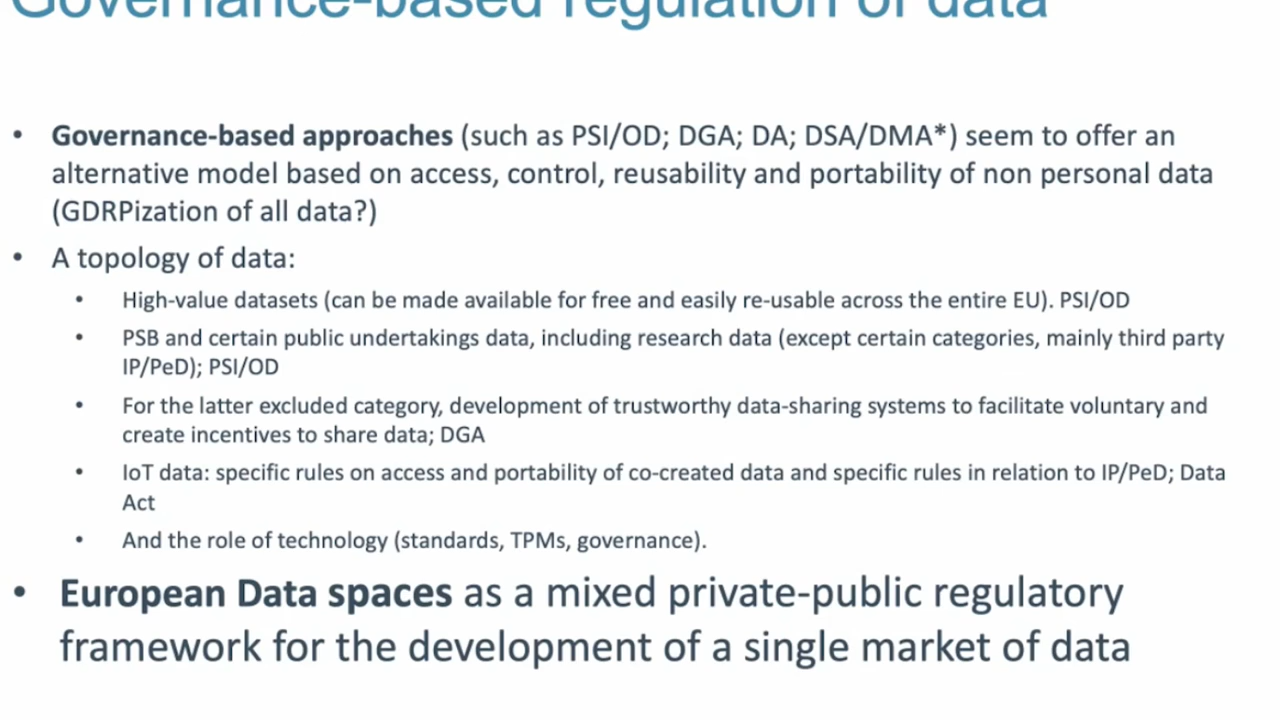 Governance-based regulation of data
• Governance-based approaches (such as PSI/OD; DGA; DA; DSA/DMA*) seem to offer an
alternative model based on access, control, reusability and portability of non personal data
(GDRPization of all data?)
• A topology of data:
• High-value datasets (can be made available for free and easily re-usable across the entire EU). PSI/OD
• PSB and certain public undertakings data, including research data (except certain categories, mainly third party
IP/PeD); PSI/OD
• For the latter excluded category, development of trustworthy data-sharing systems to facilitate voluntary and
create incentives to share data; DGA
• IoT data: specific rules on access and portability of co-created data and specific rules in relation to IP/PeD; Data
Act
• And the role of technology (standards, TPMs, governance).
• European Data spaces as a mixed private-public regulatory
framework for the development of a single market of data